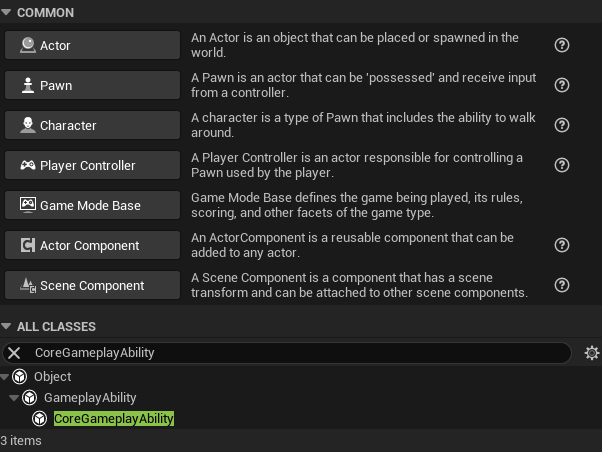 COMMON
Actor
An Actor is an object that can be placed or spawned in the
world.
Pawn
A Pawn is an actor that can be 'possessed' and receive input
from a controller.
Character
A character is a type of Pawn that includes the ability to walk
around.
Player Controller
A Player Controller is an actor responsible for controlling a
Pawn used by the player.
Game Mode Base
Game Mode Base defines the game being played, its rules,
scoring, and other facets of the game type.
Actor Component
An ActorComponent is a reusable component that can be
added to any actor.
Scene Component
A Scene Component is a component that has a scene
transform and can be attached to other scene components.
ALL CLASSES
CoreGameplayAbility
Object
GameplayAbility
CoreGameplayAbility
3 items